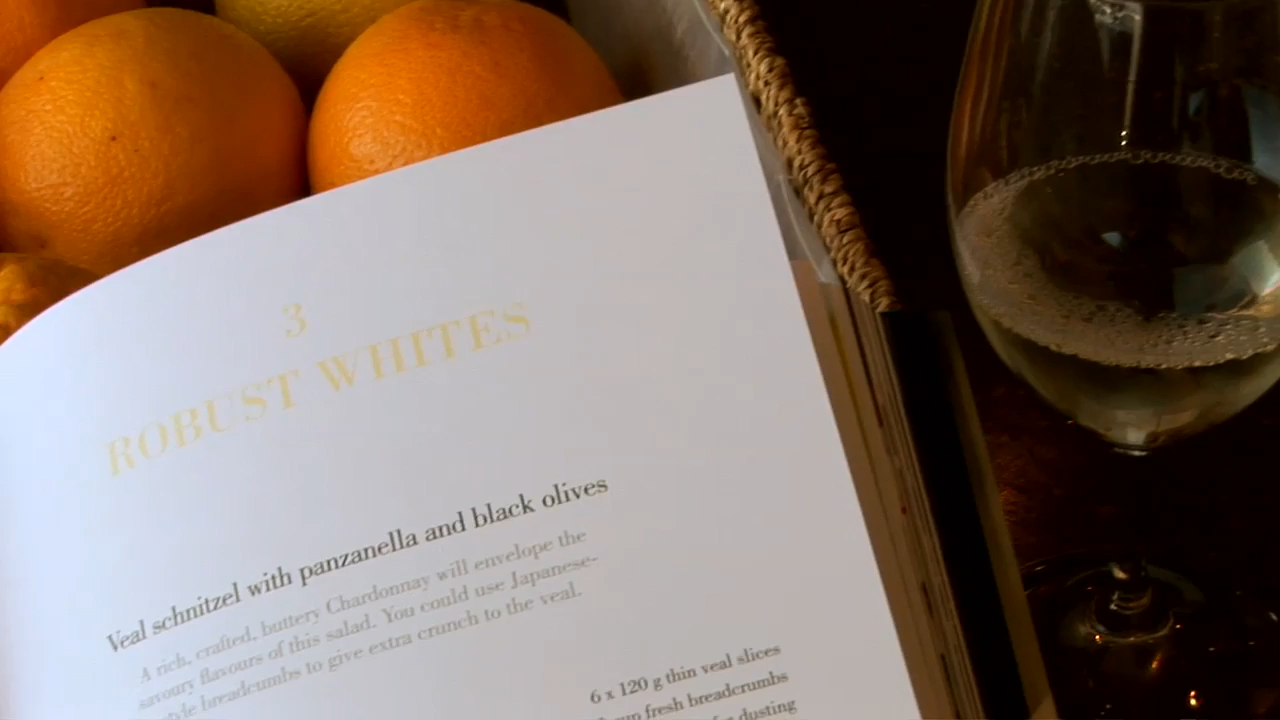 3
ROBUST WHITES
Veal schnitzel with panzanella and black olives
A rich, crafted, buttery Chardonnay will envelope the
savoury flavours of this salad. You could use Japanese-
style breadcumbs to give extra crunch to the veal.
6 x 120 g thin veal slices
fresh breadcrumbs
dusting